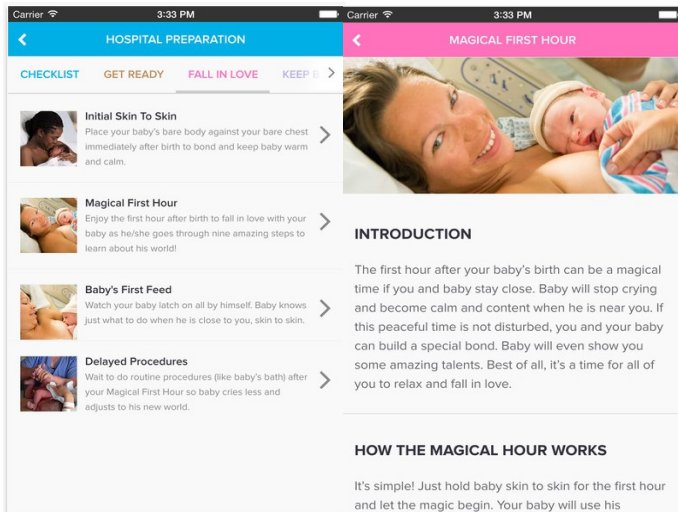 Carrier 3:33 PM
HOSPITAL PREPARATION
CHECKLIST GET READY FALL IN LOVE KEEP
Initial Skin To Skin
Place your baby's bare body against your bare chest
immediately after birth to bond and keep baby warm
and calm.
Magical First Hour
Enjoy the first hour after birth to fall in love with your
baby as he/she goes through nine amazing steps to
learn about his world!
Baby's First Feed
Watch your baby latch on all by himself. Baby knows
just what to do when he is close to you, skin to skin.
Delayed Procedures
Wait to do routine procedures (like baby's bath) after
your Magical First Hour so baby cries less and
adjusts to his new world.
Carrier 3:33 PM
MAGICAL FIRST HOUR
INTRODUCTION
The first hour after your baby's birth can be a magical
time if you and baby stay close. Baby will stop crying
and become calm and content when he is near you. If
this peaceful time is not disturbed, you and your baby
can build a special bond. Baby will even show you
some amazing talents. Best of all, it's a time for all of
you to relax and fall in love.
HOW THE MAGICAL HOUR WORKS
It's simple! Just hold baby skin to skin for the first hour
and let the magic begin. Your baby will use his